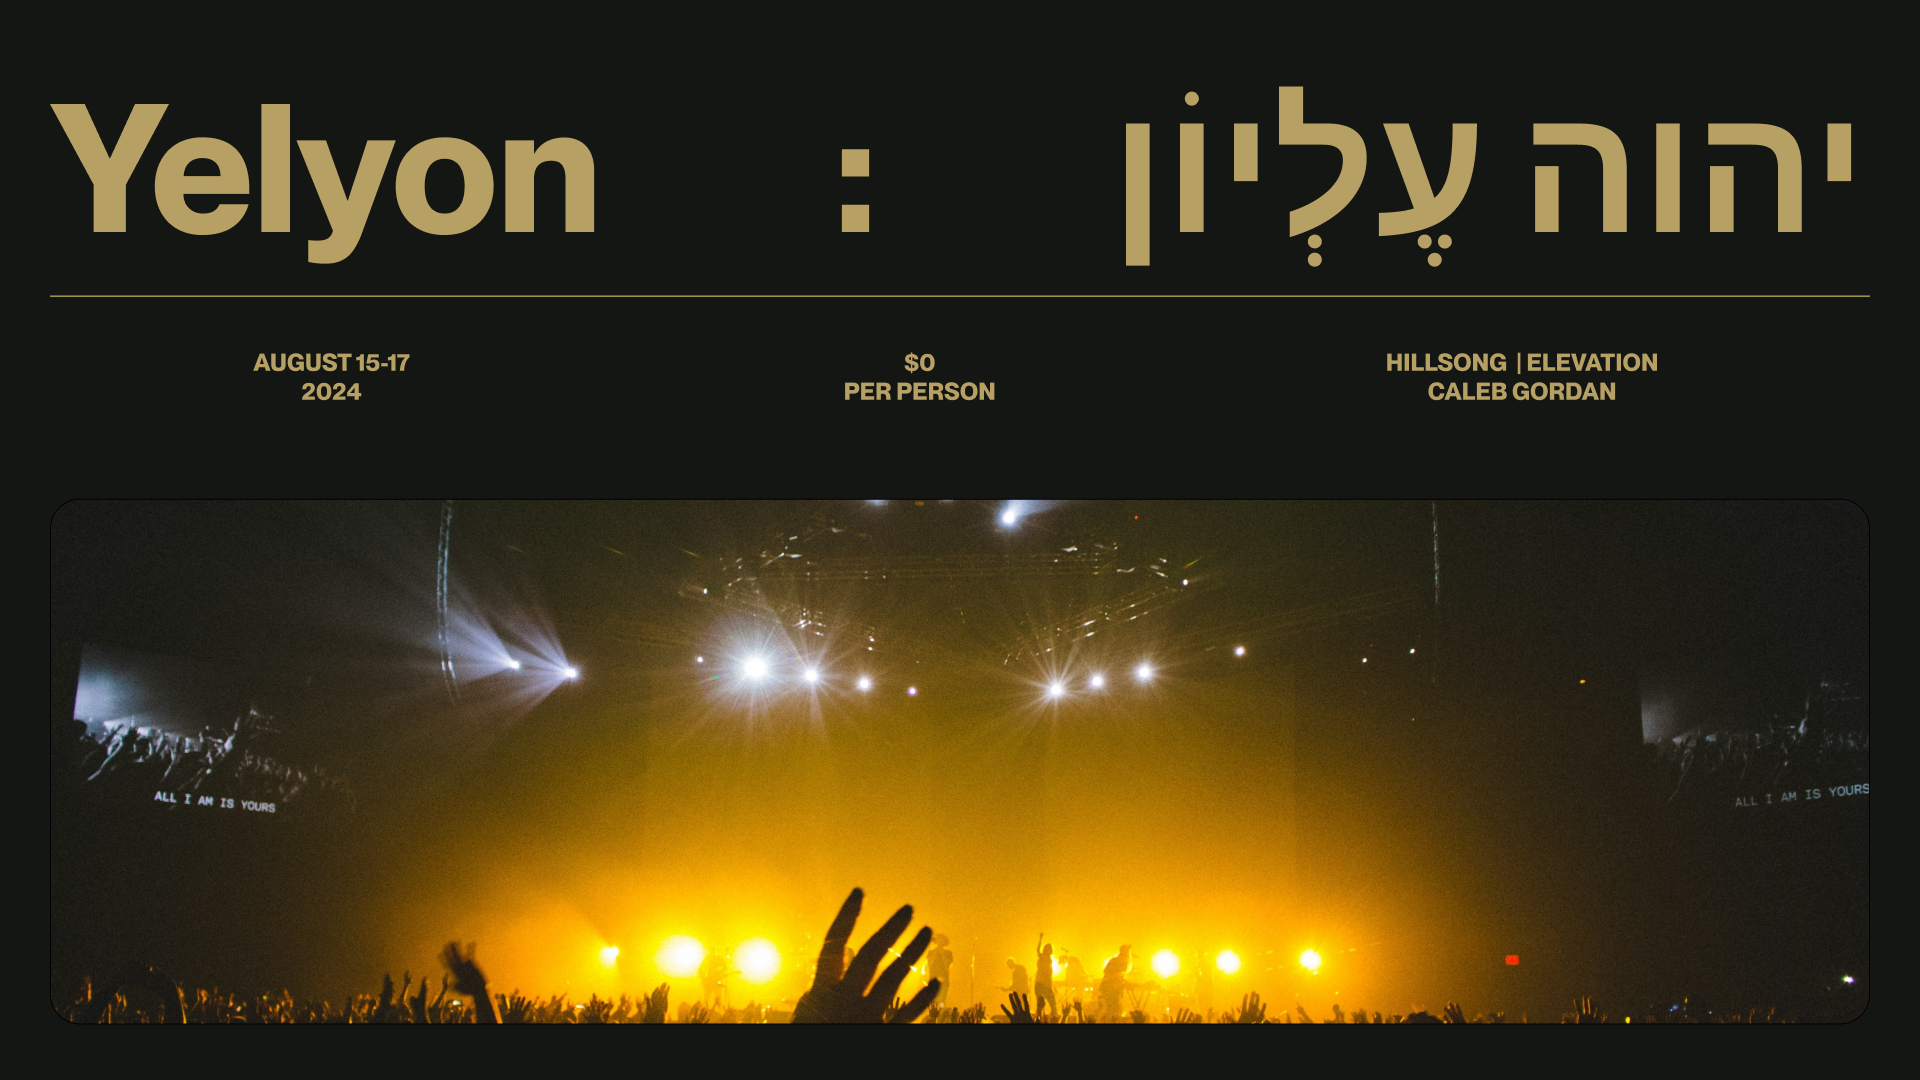 Yelyon : יהוה עֶלְיוֹן
AUGUST 15-17
2024
$0
PER PERSON
HILLSONG | ELEVATION
CALEB GORDAN
ALL I AM IS YOURS
ALL I AM IS YOURS